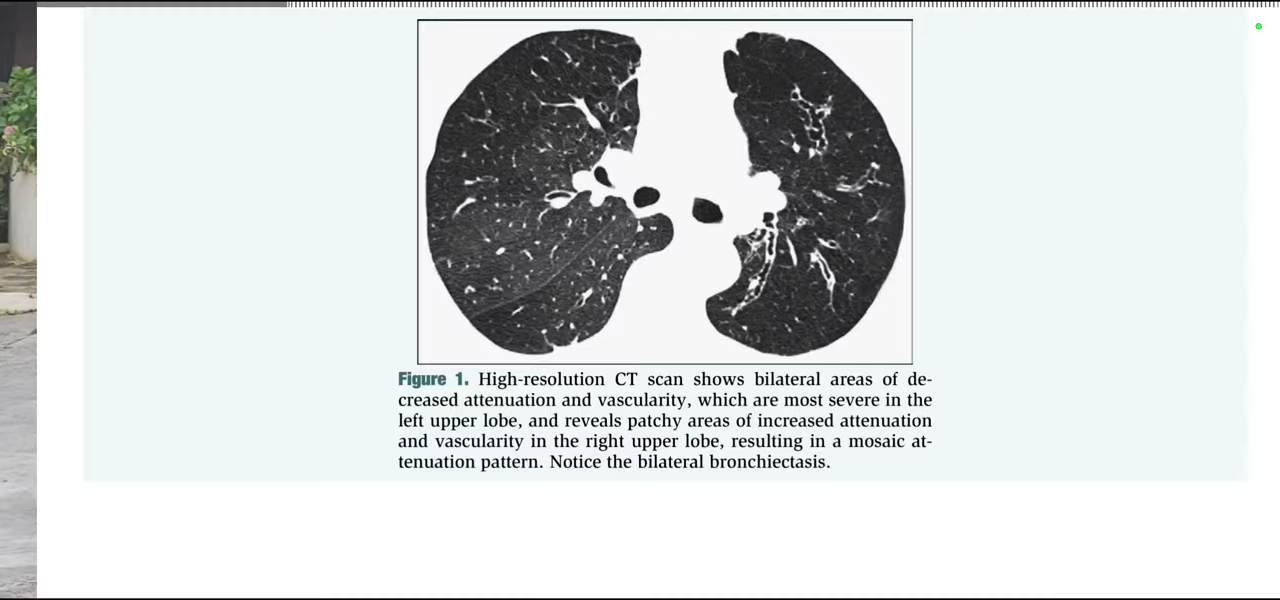 Figure 1. High-resolution CT scan shows bilateral areas of de-
creased attenuation and vascularity, which are most severe in the
left upper lobe, and reveals patchy areas of increased attenuation
and vascularity in the right upper lobe, resulting in a mosaic at-
tenuation pattern. Notice the bilateral bronchiectasis.